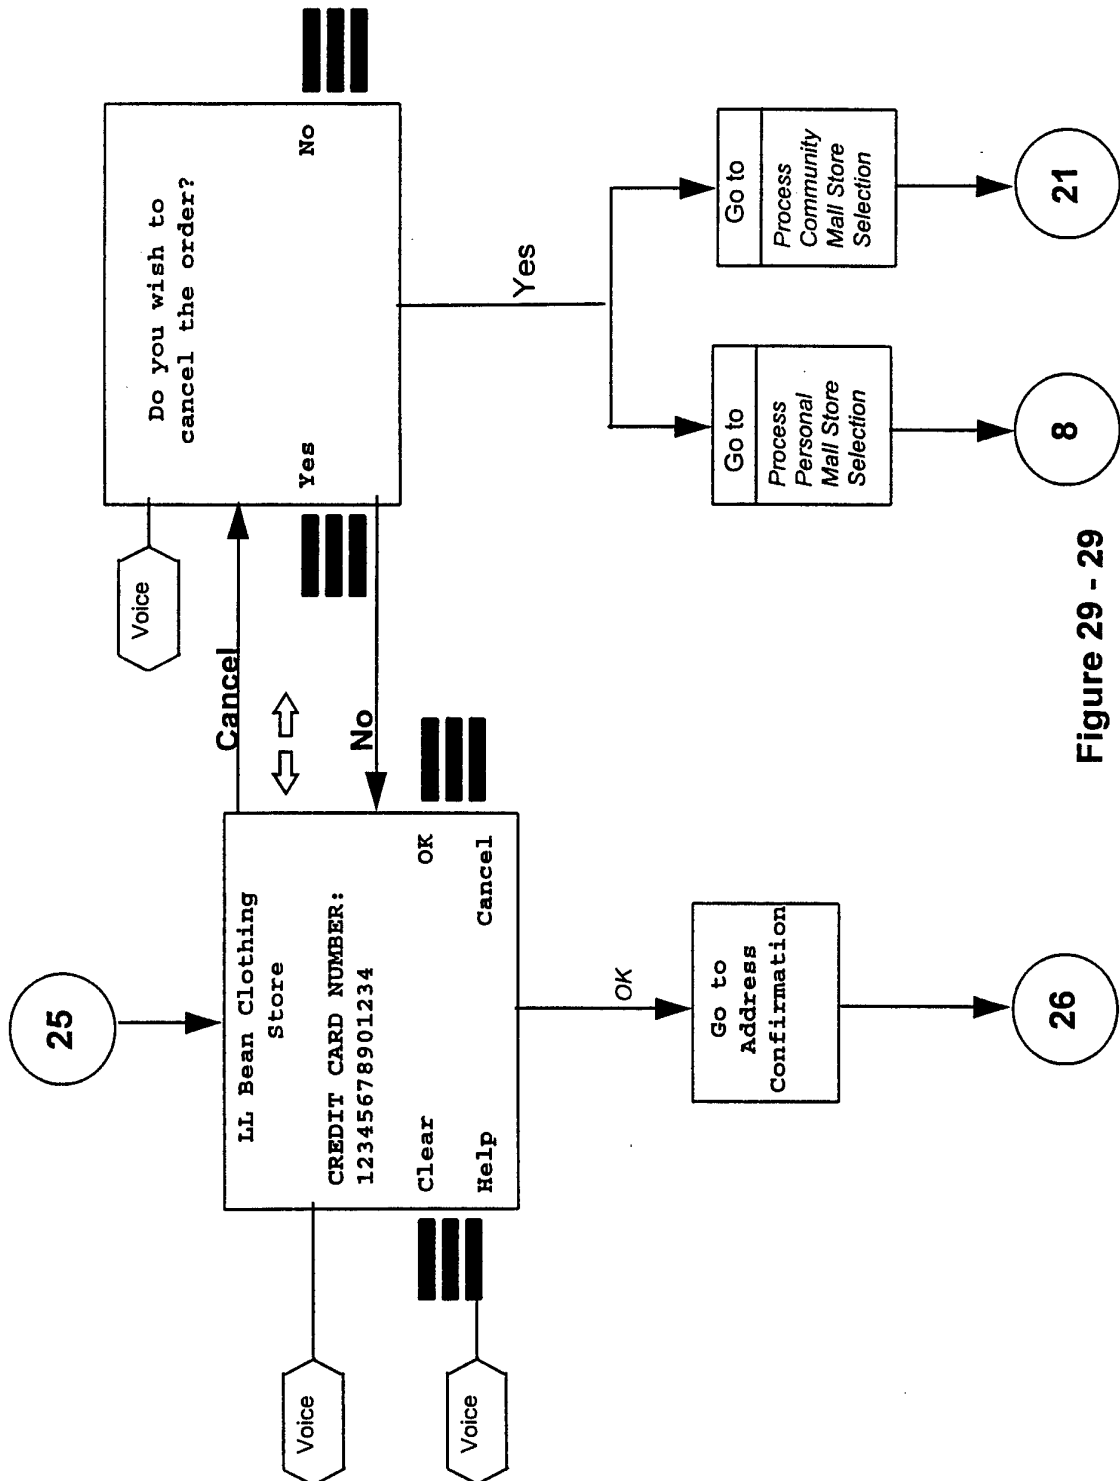 25
LL Bean Clothing
Store
CREDIT CARD NUMBER:
1234567890​1234
Clear
OK
Help
Cancel
Voice
Voice
Cancel
No
Voice
Do you wish to
cancel the order?
Yes
No
OK
Go to
Address
Confirmation
26
Yes
Go to
Process
Personal
Mall Store
Selection
8
Go to
Process
Community
Mall Store
Selection
21
Figure 29 - 29